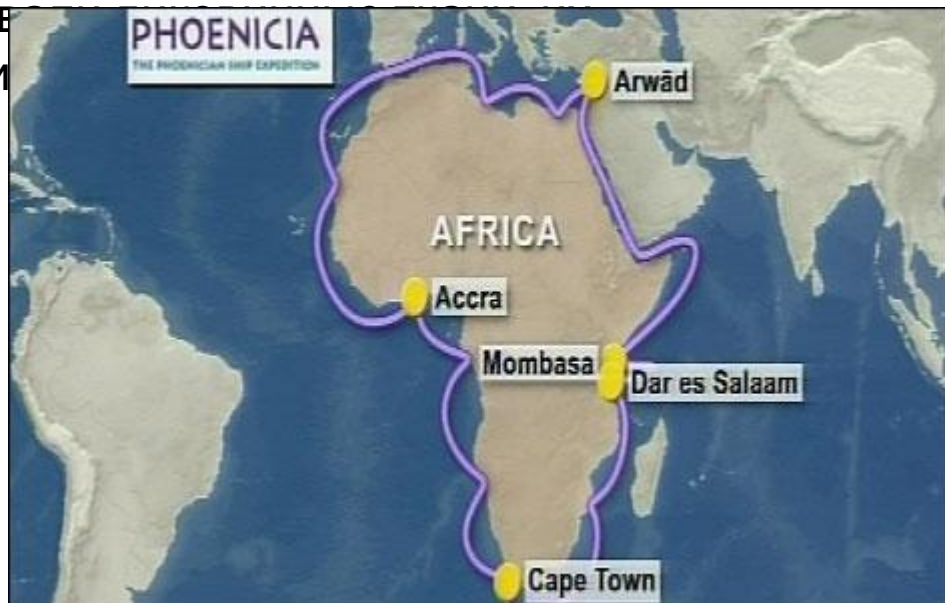 PHOENICIA
THE PHOENICIAN SHIP EXPEDITION
Arwād
AFRICA
Accra
Mombasa
Dar es Salaam
Cape Town